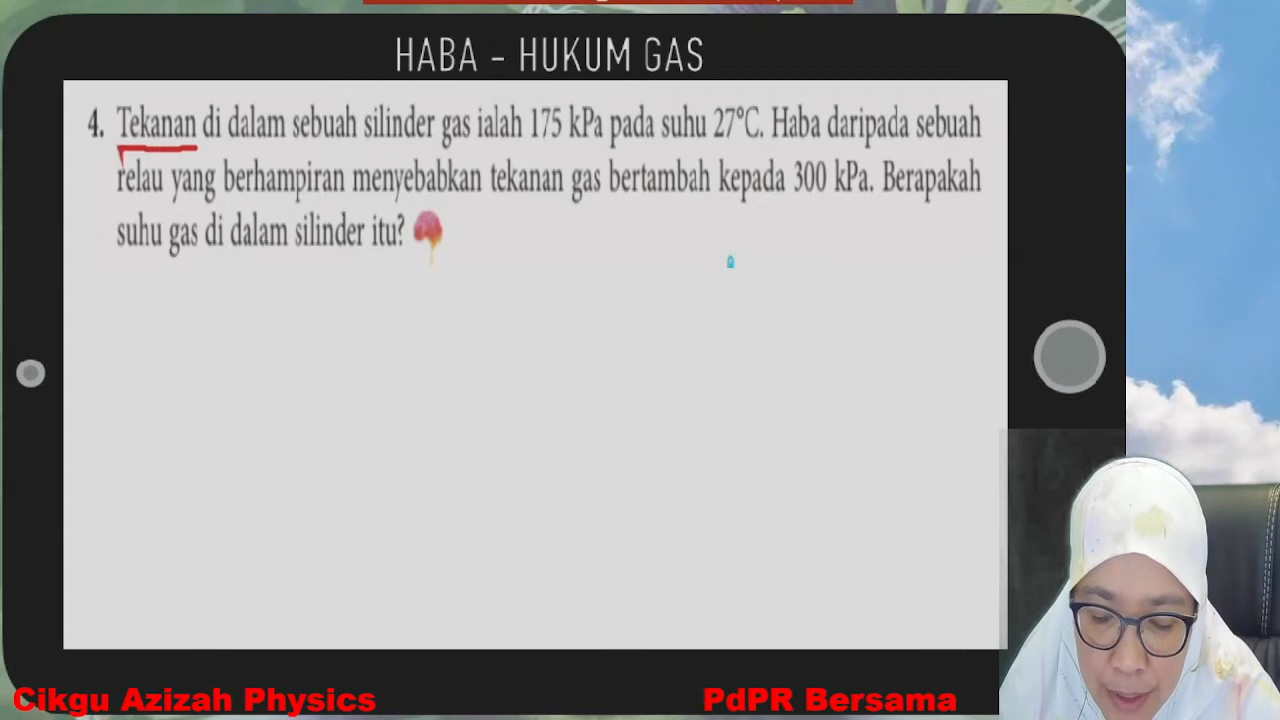 HABA - HUKUM GAS
4. Tekanan di dalam sebuah silinder gas ialah 175 kPa pada suhu 27°C. Haba daripada sebuah
relau yang berhampiran menyebabkan tekanan gas bertambah kepada 300 kPa. Berapakah
suhu gas di dalam silinder itu?
Cikgu Azizah Physics
PdPR Bersama